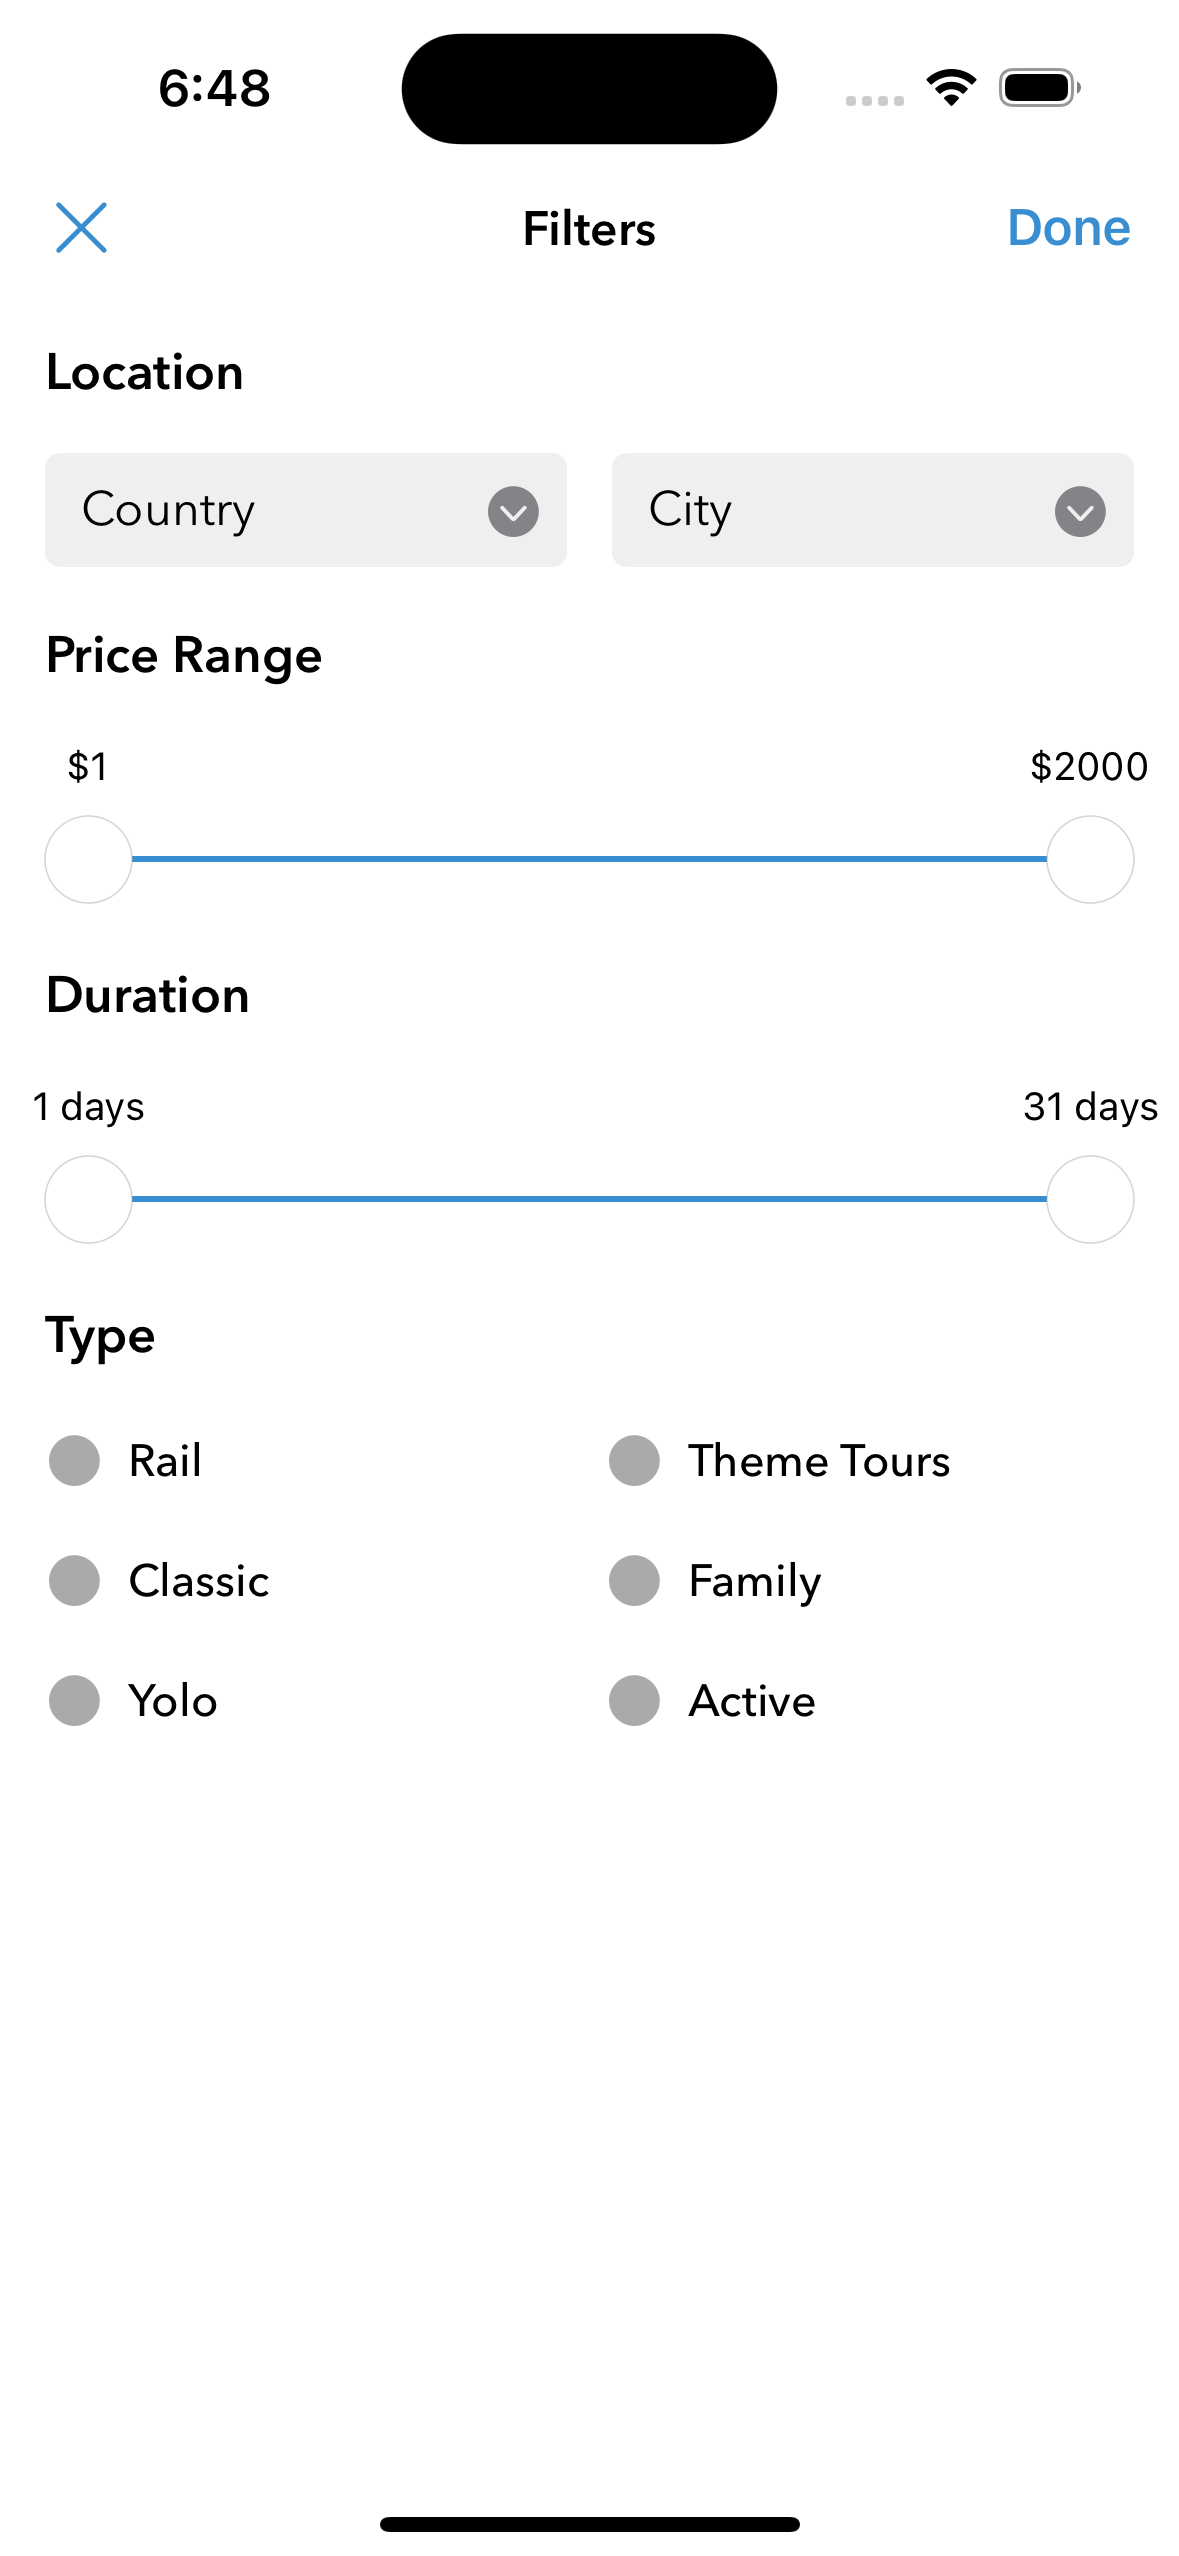 6:48
Filters
Done
Location
Country
City
Price Range
$1
$2000
Duration
1 days
31 days
Type
Rail
Theme Tours
Classic
Family
Yolo
Active